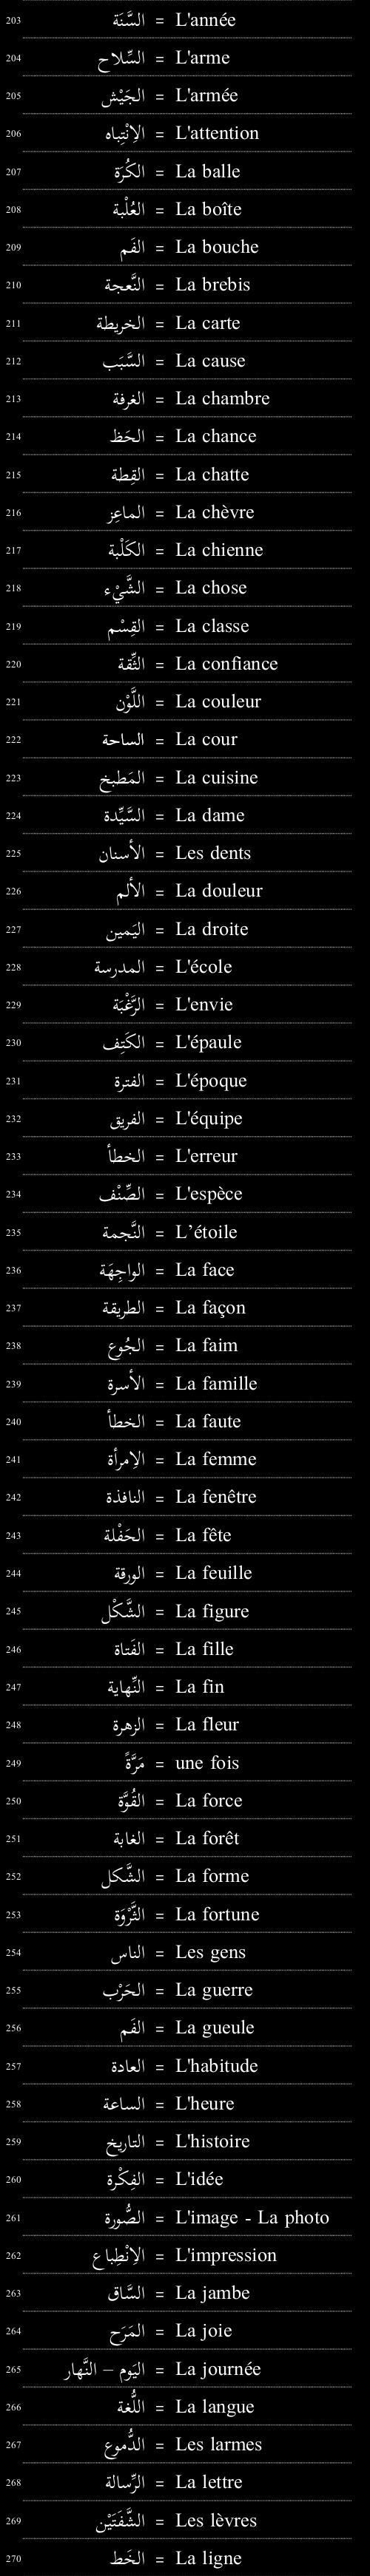 203 السَّنَة = L'année
204 السِّلاح = L'arme
205 الجَيْش = L'armée
206 الاِنْتِباه = L'attention
207 الكُرَة = La balle
208 العُلْبة = La boîte
209 الفَم = La bouche
210 النَّعجة = La brebis
211 الخريطة = La carte
212 السَّبَب = La cause
213 الغرفة = La chambre
214 الحَظ = La chance
215 القِطة = La chatte
216 الماعِز = La chèvre
217 الكَلْبة = La chienne
218 الشَّيْء = La chose
219 القِسْم = La classe
220 الثِّقة = La confiance
221 اللَّوْن = La couleur
222 الساحة = La cour
223 المَطبخ = La cuisine
224 السَّيِّدة = La dame
225 الأسنان = Les dents
226 الألم = La douleur
227 اليَمين = La droite
228 المدرسة = L'école
229 الرَّغْبَة = L'envie
230 الكَتِف = L'épaule
231 الفترة = L'époque
232 الفريق = L'équipe
233 الخطأ = L'erreur
234 الصِّنْف = L'espèce
235 النَّجمة = L’étoile
236 الواجِهَة = La face
237 الطريقة = La façon
238 الجُوع = La faim
239 الأسرة = La famille
240 الخطأ = La faute
241 الاِمرأة = La femme
242 النافذة = La fenêtre
243 الحَفْلة = La fête
244 الورقة = La feuille
245 الشَّكْل = La figure
246 الفَتاة = La fille
247 النِّهاية = La fin
248 الزهرة = La fleur
249 مَرَّةً = une fois
250 القُوَّة = La force
251 الغابة = La forêt
252 الشَّكل = La forme
253 الثَّرْوَة = La fortune
254 الناس = Les gens
255 الحَرْب = La guerre
256 الفَم = La gueule
257 العادة = L'habitude
258 الساعة = L'heure
259 التاريخ = L'histoire
260 الفِكْرة = L'idée
261 الصُّورة = L'image - La photo
262 الاِنْطِباع = L'impression
263 السَّاق = La jambe
264 المَرَح = La joie
265 اليَوم – النَّهار = La journée
266 اللُّغة = La langue
267 الدُّموع = Les larmes
268 الرِّسالة = La lettre
269 الشَّفَتَيْن = Les lèvres
270 الخَط = La ligne